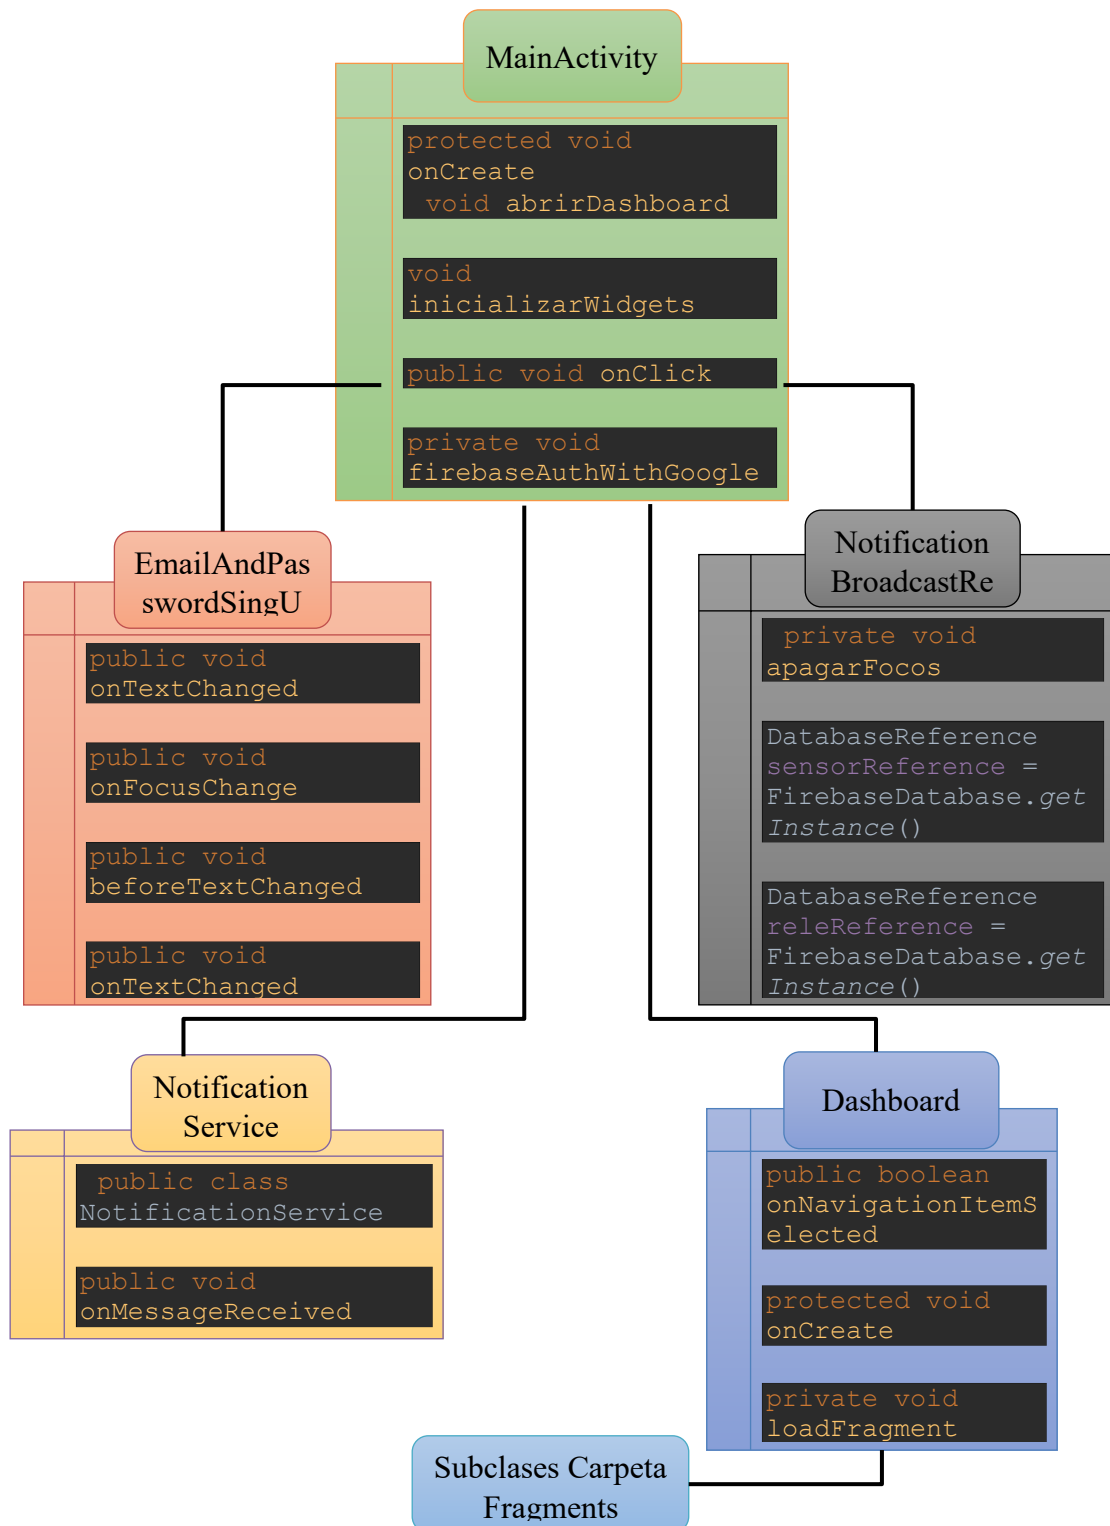 MainActivity
protected void
onCreate
void abrirDashboard
void
inicializarWidgets
public void onClick
private void
firebaseAuthWithGoogle
EmailAndPas
swordSingU
public void
onTextChanged
public void
onFocusChange
public void
beforeTextChanged
public void
onTextChanged
Notification
BroadcastRe
private void
apagarFocos
DatabaseReference
sensorReference =
FirebaseDatabase.get
Instance()
DatabaseReference
releReference =
FirebaseDatabase.get
Instance()
Notification
Service
public class
NotificationService
public void
onMessageReceived
Dashboard
public boolean
onNavigationItemS
elected
protected void
onCreate
private void
loadFragment
Subclases Carpeta
Fragments